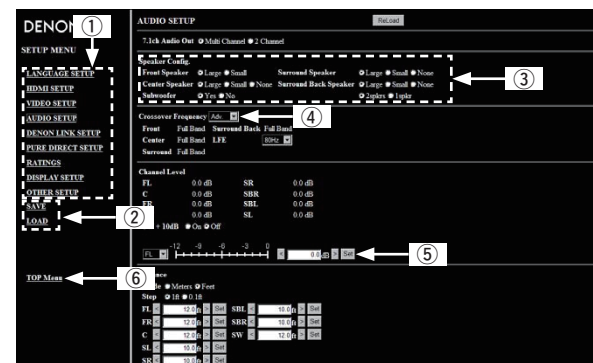 DENON
①
SETUP MENU
LANGUAGE SETUP
HDMI SETUP
VIDEO SETUP
AUDIO SETUP
DENON LINK SETUP
PURE DIRECT SETUP
RATINGS
DISPLAY SETUP
OTHER SETUP
SAVE
LOAD
②
TOP Menu
⑥
AUDIO SETUP ReLoad
7.1ch Audio Out Multi Channel 2 Channel
Speaker Config.
Front Speaker Large Small Surround Speaker Large Small None
Center Speaker Large Small None Surround Back Speaker Large Small None
Subwoofer Yes No 2spkrs 1spkr
③
Crossover Frequency Adv.
④
Front Full Band Surround Back Full Band
Center Full Band LFE 80Hz
Surround Full Band
Channel Level
FL 0.0 dB SR 0.0 dB
C 0.0 dB SBR 0.0 dB
FR 0.0 dB SBL 0.0 dB
0.0 dB SL 0.0 dB
+ 10dB On Off
-12 -9 -6 -3 0
FL < 0.0 dB > Set
⑤
Meters Feet
Step 1ft 0.1ft
FL < 12.0 ft > Set SBL < 10.0 ft > Set
FR < 12.0 ft > Set SBR < 10.0 ft > Set
C < 12.0 ft > Set SW < 12.0 ft > Set
SL < 10.0 ft > Set
SR < 10.0 ft > Set